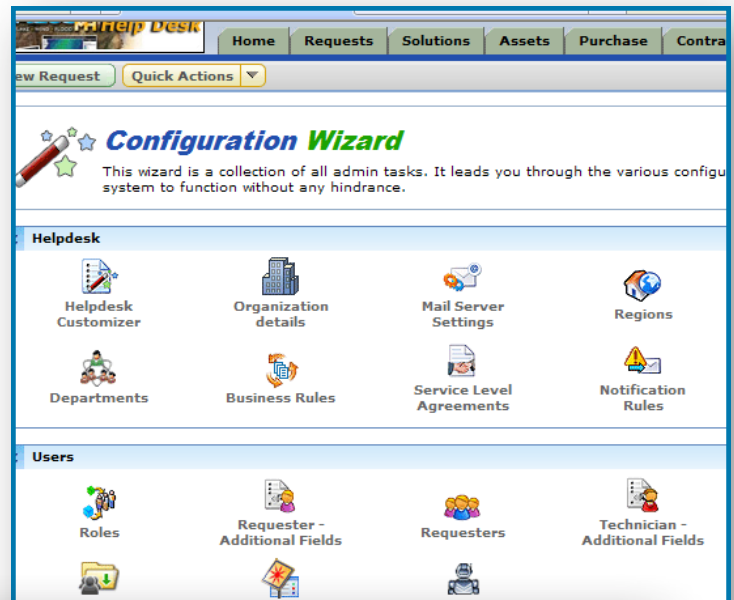 Help Desk
Home Requests Solutions Assets Purchase Contra
ew Request Quick Actions
Configuration Wizard
This wizard is a collection of all admin tasks. It leads you through the various configu
system to function without any hindrance.
Helpdesk
Helpdesk
Customizer
Organization
details
Mail Server
Settings
Regions
Departments
Business Rules
Service Level
Agreements
Notification
Rules
Users
Roles
Requester -
Additional Fields
Requesters
Technician -
Additional Fields